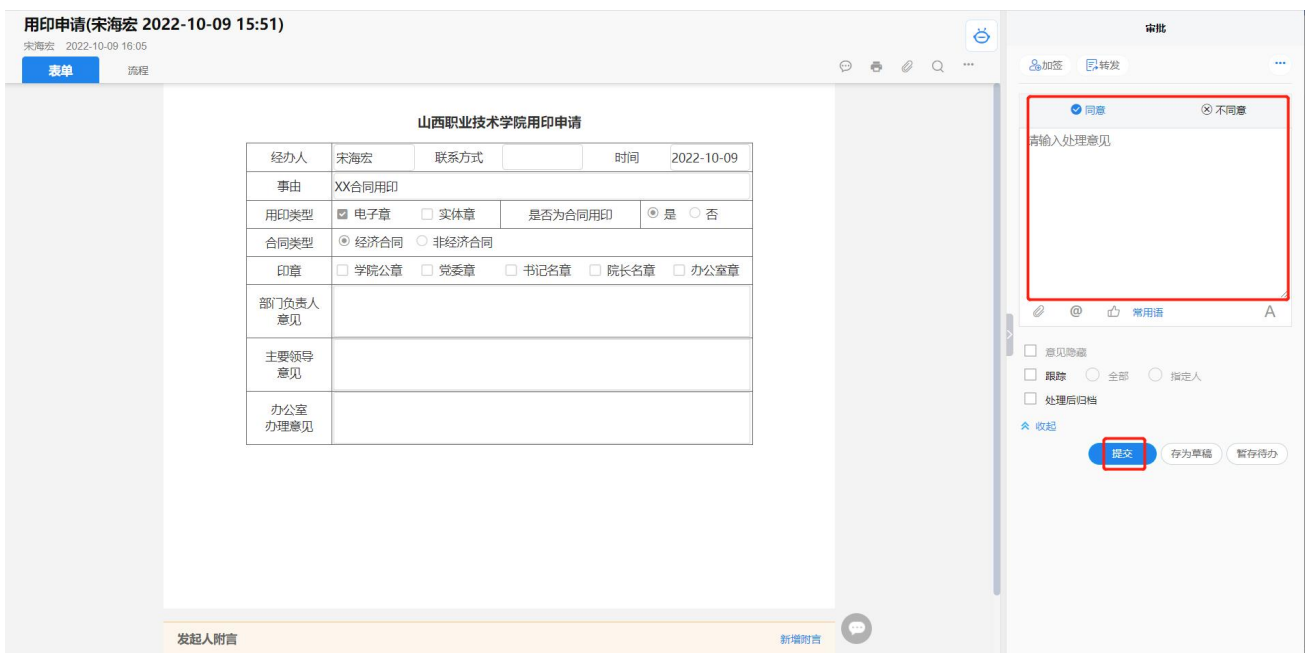 用印申请(宋海宏 2022-10-09 15:51)
宋海宏 2022-10-09 16:05
表单 流程
山西职业技术学院用印申请
经办人 宋海宏 联系方式 时间 2022-10-09
事由 XX合同用印
用印类型 电子章 实体章 是否为合同用印 是 否
合同类型 经济合同 非经济合同
印章 学院公章 党委章 书记名章 院长名章 办公室章
部门负责人
意见
主要领导
意见
办公室
办理意见
发起人附言 新增附言
审批
加签 转发
同意 不同意
请输入处理意见
@ 常用语 A
意见隐藏
跟踪 全部 指定人
处理后归档
收起
提交 存为草稿 暂存待办